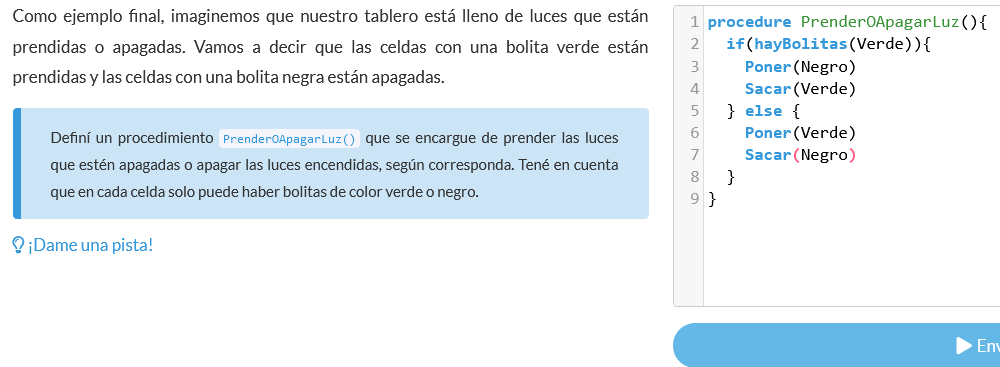 Como ejemplo final, imaginemos que nuestro tablero está lleno de luces que están
prendidas o apagadas. Vamos a decir que las celdas con una bolita verde están
prendidas y las celdas con una bolita negra están apagadas.
Definí un procedimiento PrenderOApagarLuz() que se encargue de prender las luces
que estén apagadas o apagar las luces encendidas, según corresponda. Tené en cuenta
que en cada celda solo puede haber bolitas de color verde o negro.
¡Dame una pista!
1 procedure PrenderOApagarLuz(){
2 if(hayBolitas(Verde)){
3 Poner(Negro)
4 Sacar(Verde)
5 } else {
6 Poner(Verde)
7 Sacar(Negro)
8 }
9 }